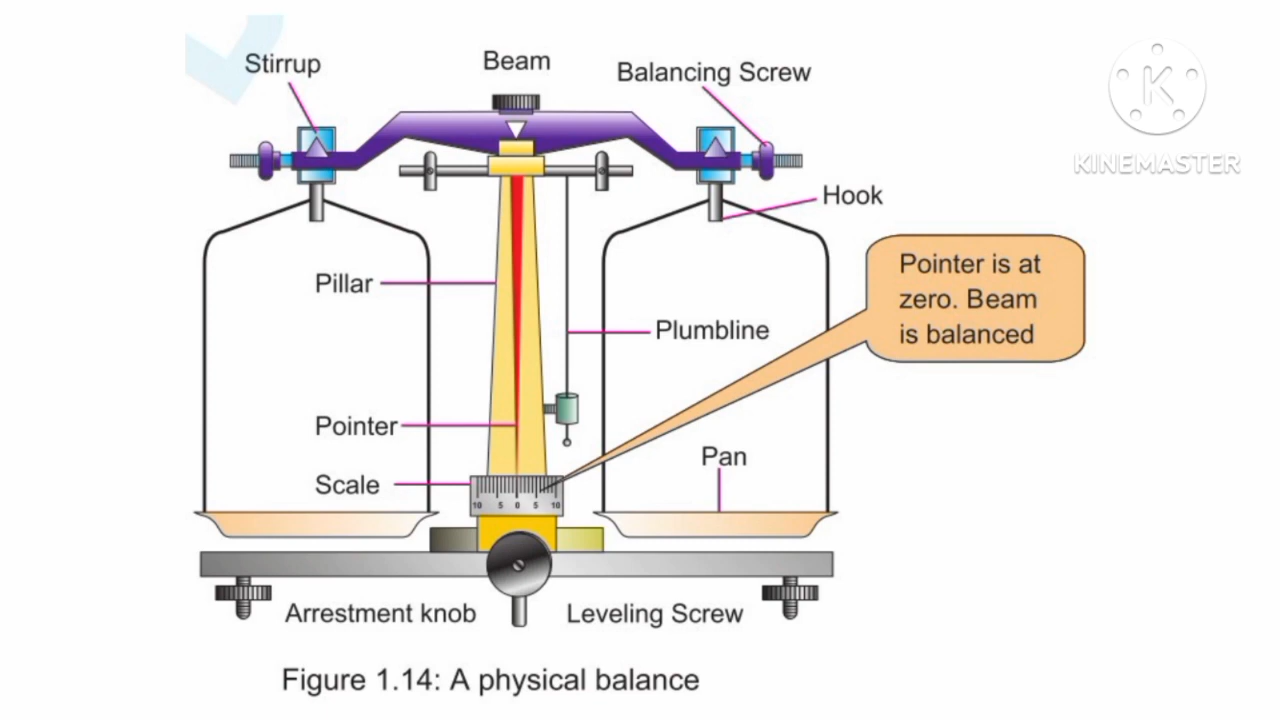 Stirrup
Beam
Balancing Screw
K
KINEMASTER
Hook
Pillar
Pointer is at
zero. Beam
is balanced
Plumbline
Pointer
Pan
Scale
10 5 0 5 10
Arrestment knob
Leveling Screw
Figure 1.14: A physical balance